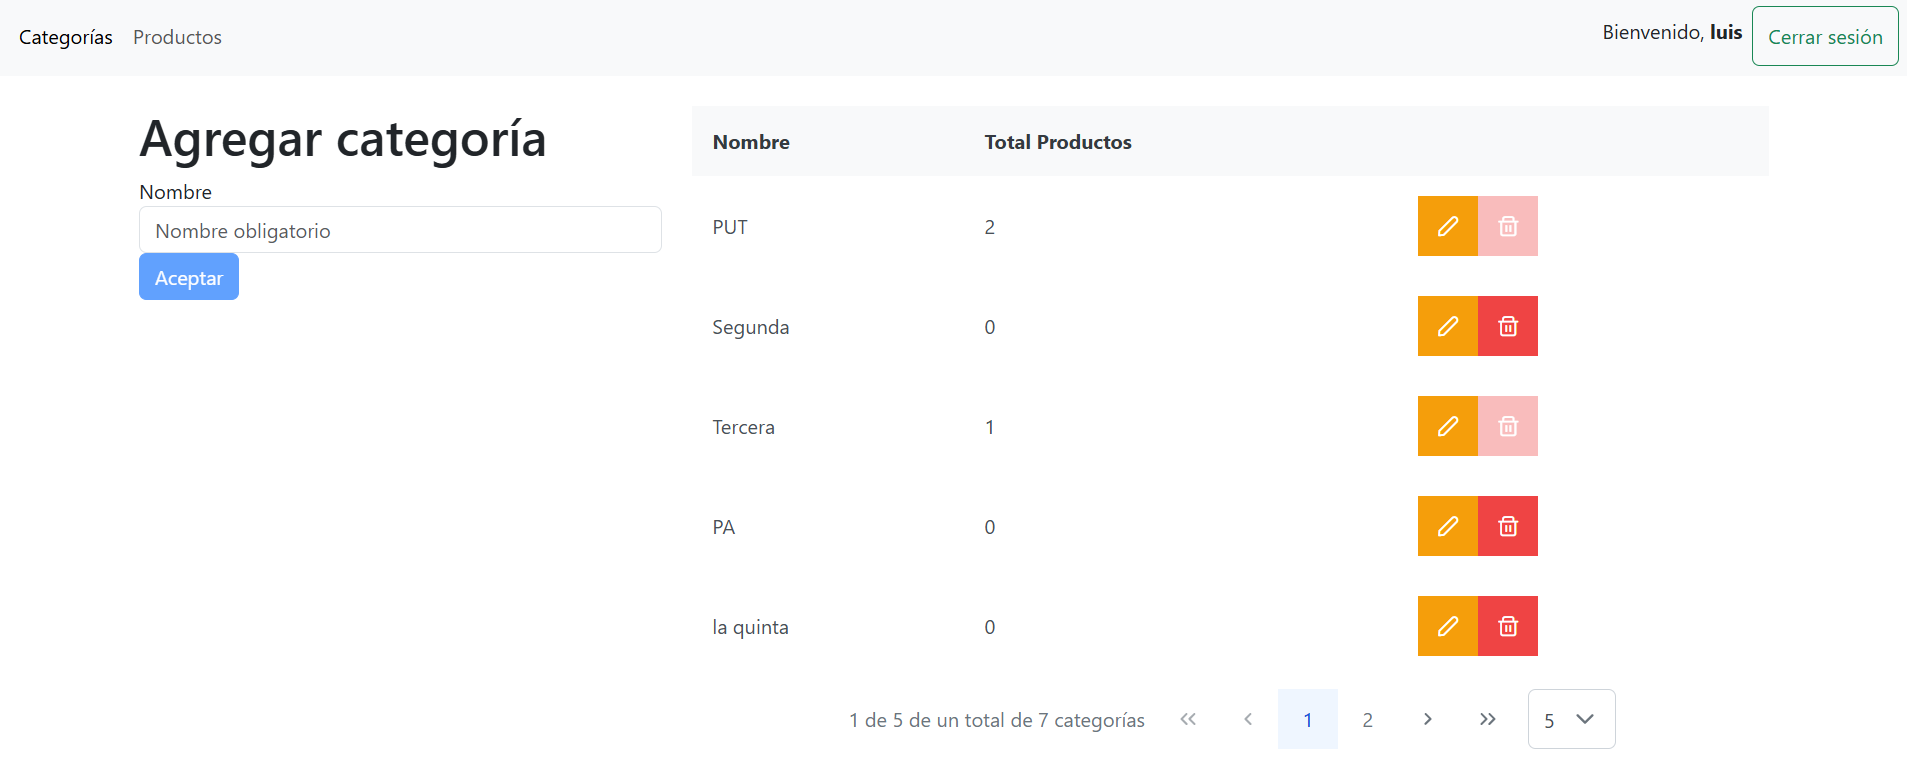 Categorías Productos Bienvenido, luis Cerrar sesión
Agregar categoría
Nombre
Nombre obligatorio
Aceptar
Nombre Total Productos
PUT 2
Segunda 0
Tercera 1
PA 0
la quinta 0
1 de 5 de un total de 7 categorías 1 2 5